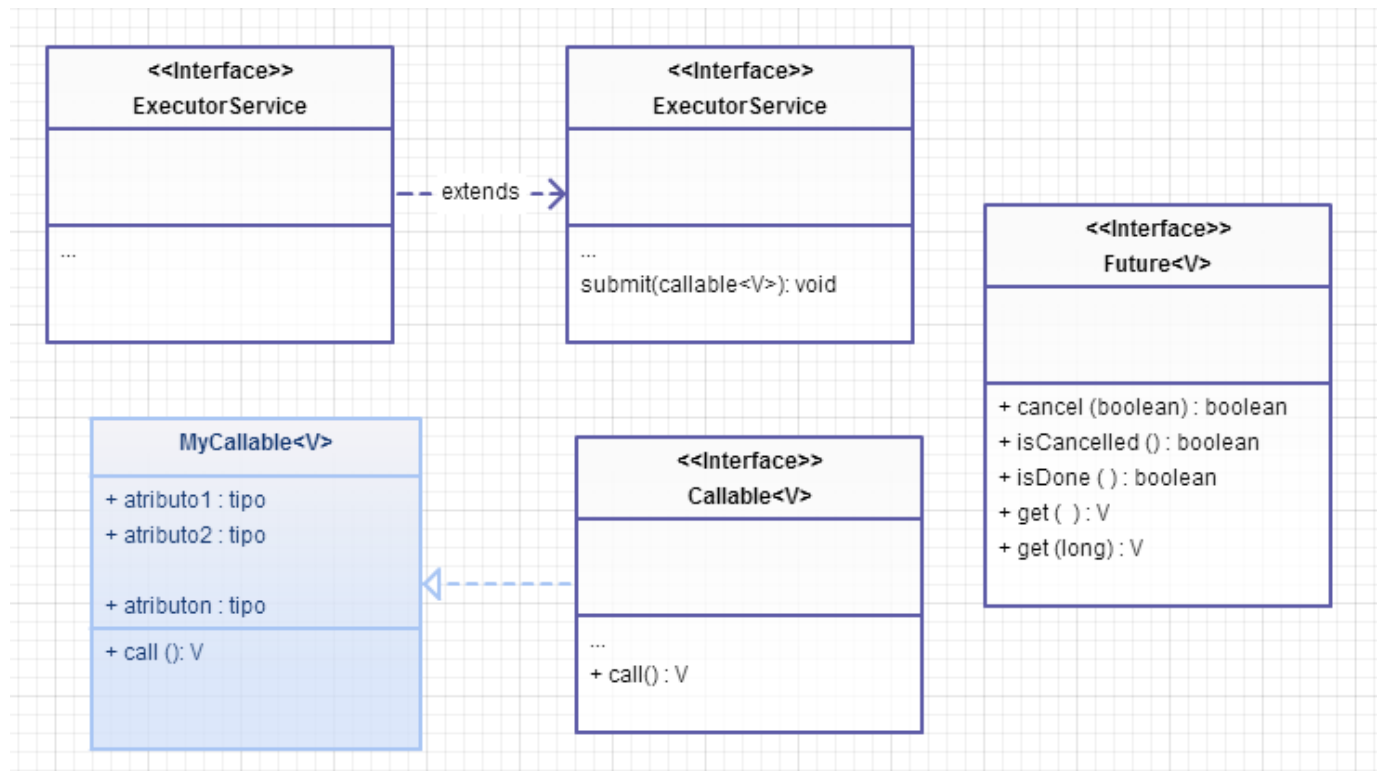 <<Interface>>
ExecutorService
...
extends
<<Interface>>
ExecutorService
...
submit(callable<V>): void
<<Interface>>
Future<V>
+ cancel (boolean) : boolean
+ isCancelled () : boolean
+ isDone ( ) : boolean
+ get (  ) : V
+ get (long) : V
MyCallable<V>
+ atributo1 : tipo
+ atributo2 : tipo
+ atributon : tipo
+ call (): V
<<Interface>>
Callable<V>
...
+ call() : V